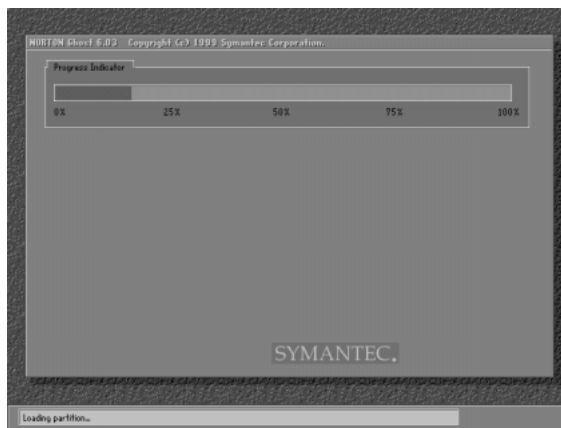 NORTON Ghost 6.03 Copyright (c) 1999 Symantec Corporation.
Progress Indicator
0% 25% 50% 75% 100%
SYMANTEC.
Loading partition...